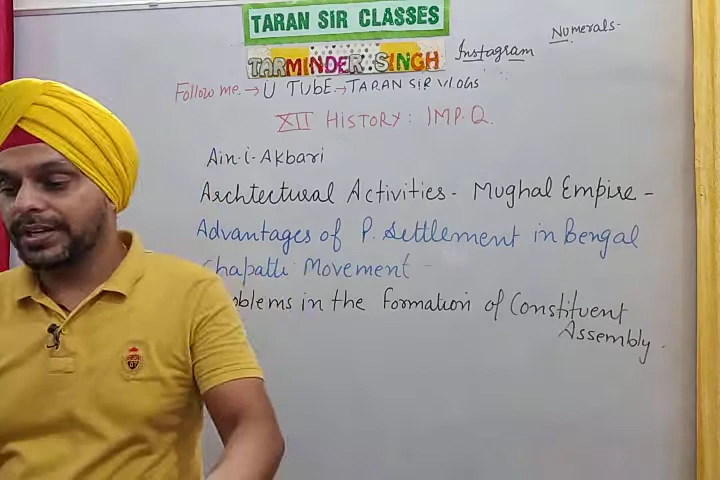 TARAN SIR CLASSES
TARMINDER SINGH
Instagram
Numerals-
Follow me. → U TUbE → TARAN SIR VLOGS
XII HISTORY: IMP. Q.
Ain-i-Akbari
Archtectural Activities - Mughal Empire -
Advantages of P. Settlement in Bengal
Chapatti Movement -
oblems in the formation of Constituent
Assembly.